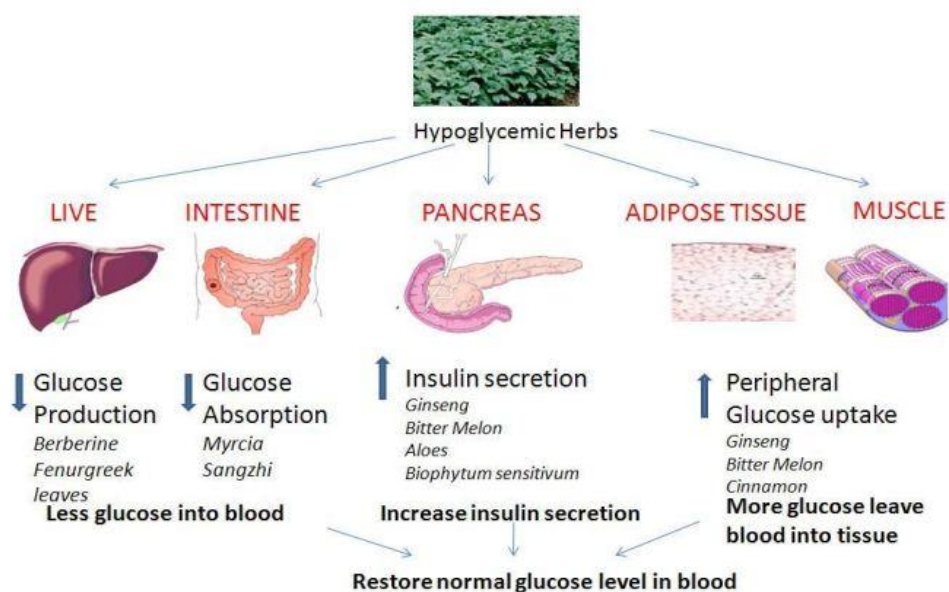 Hypoglycemic Herbs
LIVE
INTESTINE
PANCREAS
ADIPOSE TISSUE
MUSCLE
Glucose
Production
Berberine
Fenurgreek
leaves
Glucose
Absorption
Myrcia
Sangzhi
Less glucose into blood
Insulin secretion
Ginseng
Bitter Melon
Aloes
Biophytum sensitivum
Increase insulin secretion
Peripheral
Glucose uptake
Ginseng
Bitter Melon
Cinnamon
More glucose leave
blood into tissue
Restore normal glucose level in blood